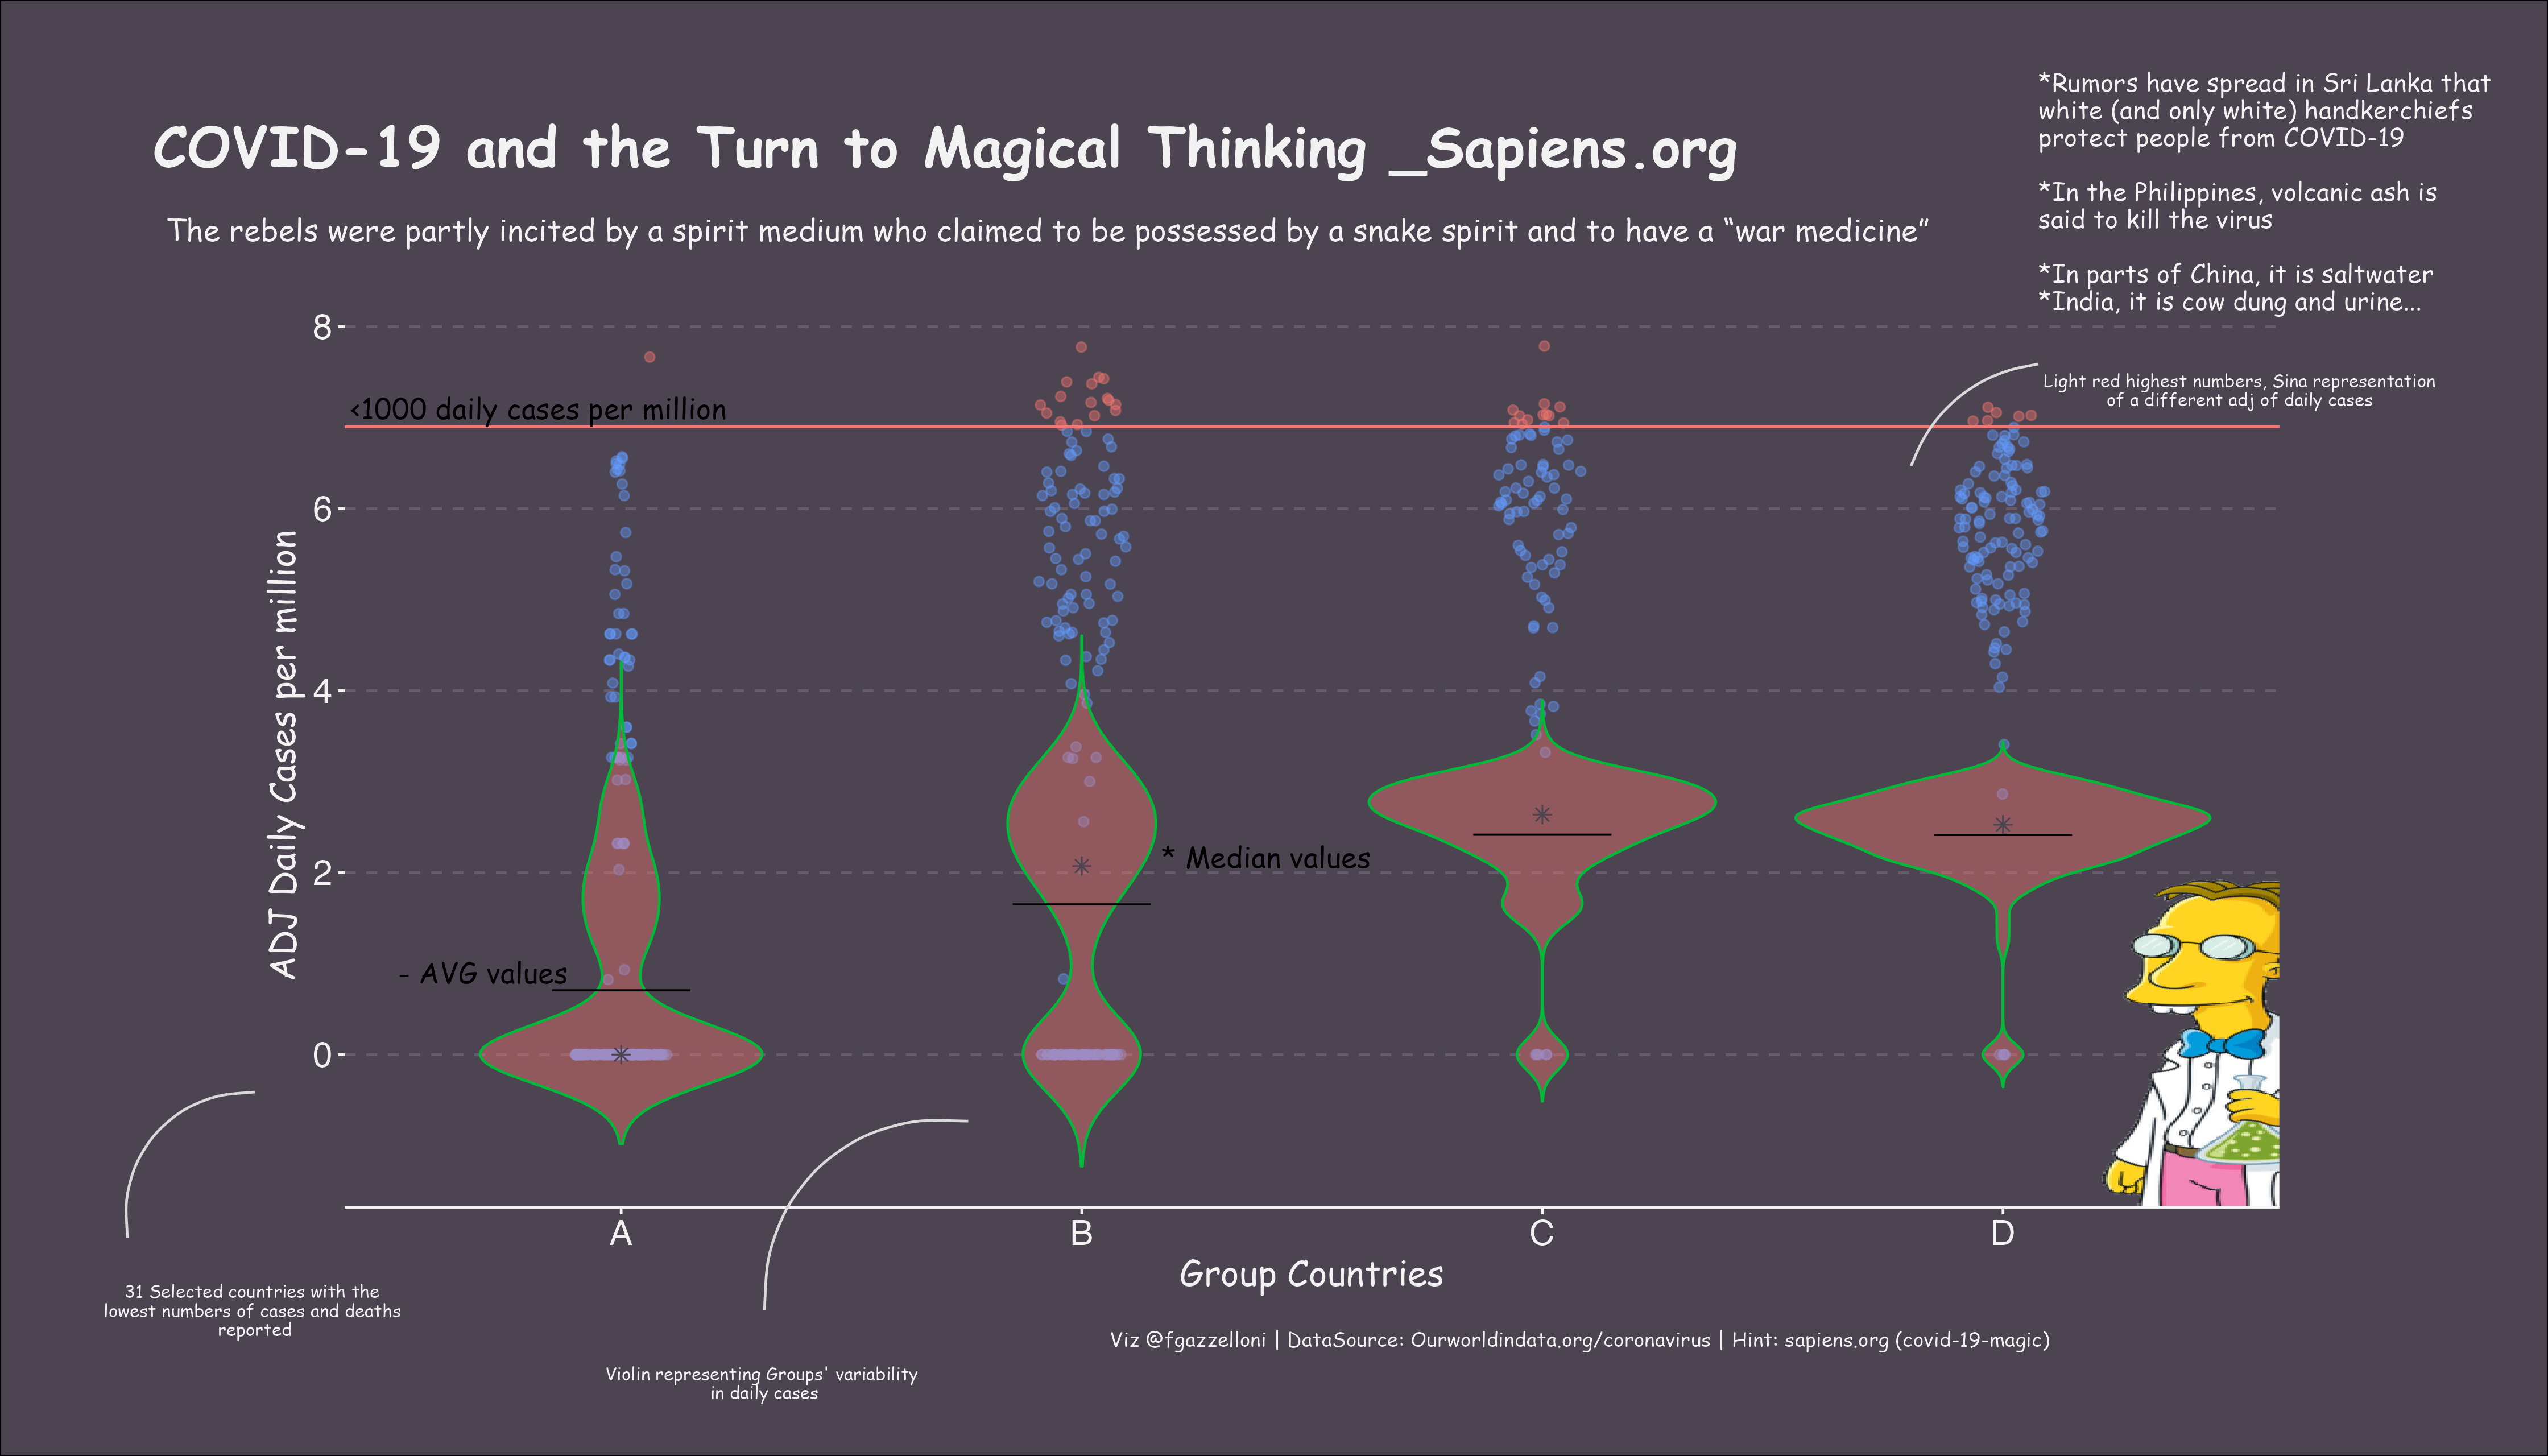 *Rumors have spread in Sri Lanka that
white (and only white) handkerchiefs
protect people from COVID-19
*In the Philippines, volcanic ash is
said to kill the virus
*In parts of China, it is saltwater
*India, it is cow dung and urine...
COVID-19 and the Turn to Magical Thinking _Sapiens.org
The rebels were partly incited by a spirit medium who claimed to be possessed by a snake spirit and to have a “war medicine”
8
6
4
2
0
ADJ Daily Cases per million
<1000 daily cases per million
Light red highest numbers, Sina representation
of a different adj of daily cases
* Median values
- AVG values
A
B
C
D
Group Countries
31 Selected countries with the
lowest numbers of cases and deaths
reported
Violin representing Groups' variability
in daily cases
Viz @fgazzelloni | DataSource: Ourworldindata.org/coronavirus | Hint: sapiens.org (covid-19-magic)